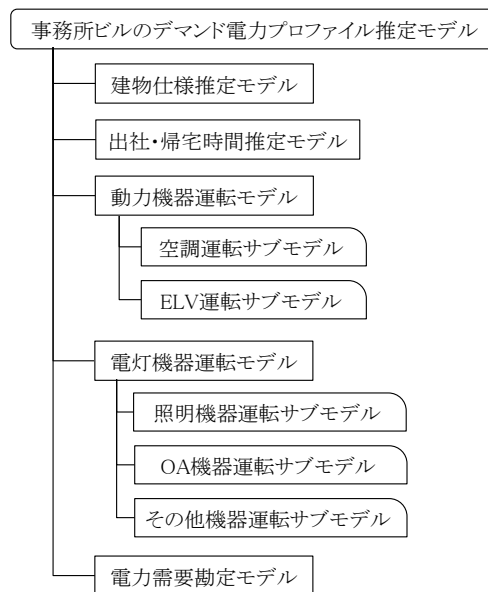 事務所ビルのデマンド電力プロファイル推定モデル
建物仕様推定モデル
出社・帰宅時間推定モデル
動力機器運転モデル
空調運転サブモデル
ELV運転サブモデル
電灯機器運転モデル
照明機器運転サブモデル
OA機器運転サブモデル
その他機器運転サブモデル
電力需要勘定モデル